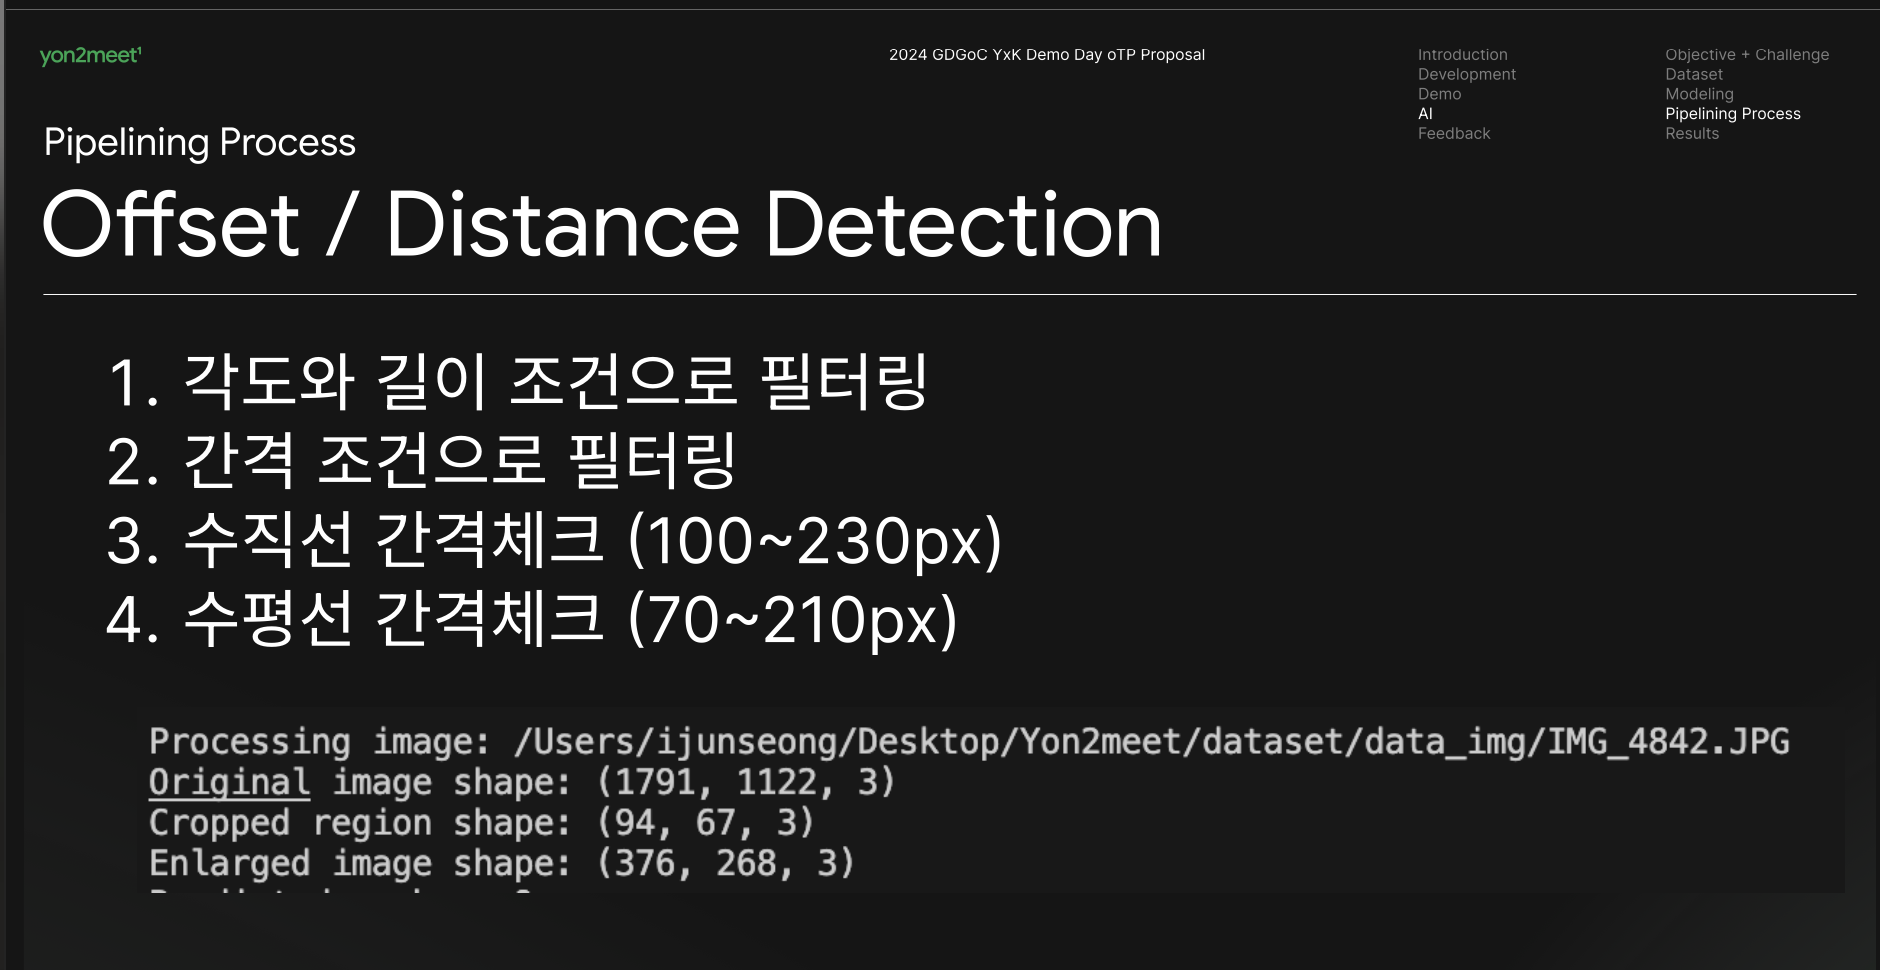 yon2meet¹
2024 GDGoC YxK Demo Day oTP Proposal
Introduction
Development
Demo
AI
Feedback
Objective + Challenge
Dataset
Modeling
Pipelining Process
Results
Pipelining Process
Offset / Distance Detection
1. 각도와 길이 조건으로 필터링
2. 간격 조건으로 필터링
3. 수직선 간격체크 (100~230px)
4. 수평선 간격체크 (70~210px)
Processing image: /Users/ijunseong/Desktop/Yon2meet/dataset/data_img/IMG_4842.JPG
Original image shape: (1791, 1122, 3)
Cropped region shape: (94, 67, 3)
Enlarged image shape: (376, 268, 3)